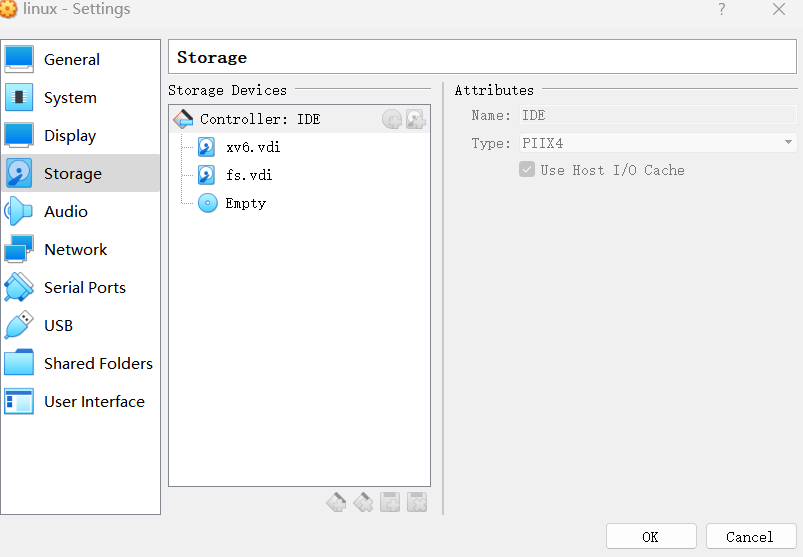 linux - Settings
?
General
System
Display
Storage
Audio
Network
Serial Ports
USB
Shared Folders
User Interface
Storage
Storage Devices
Controller: IDE
xv6.vdi
fs.vdi
Empty
Attributes
Name: IDE
Type: PIIX4
Use Host I/O Cache
OK
Cancel